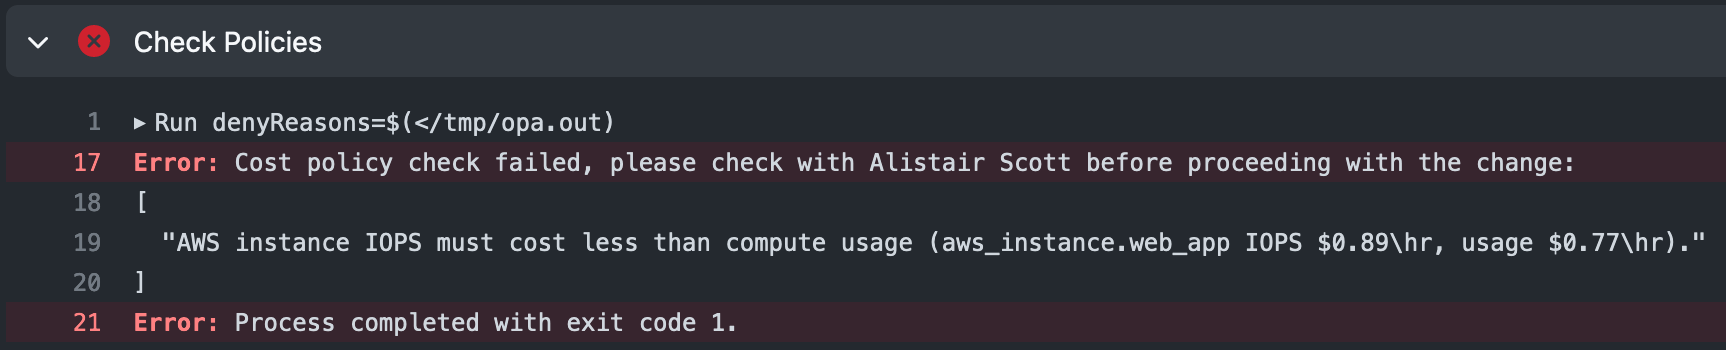 Check Policies
1 ▶ Run denyReasons=$(</tmp/opa.out)
17 Error: Cost policy check failed, please check with Alistair Scott before proceeding with the change:
18 [
19 "AWS instance IOPS must cost less than compute usage (aws_instance.web_app IOPS $0.89\hr, usage $0.77\hr)."
20 ]
21 Error: Process completed with exit code 1.